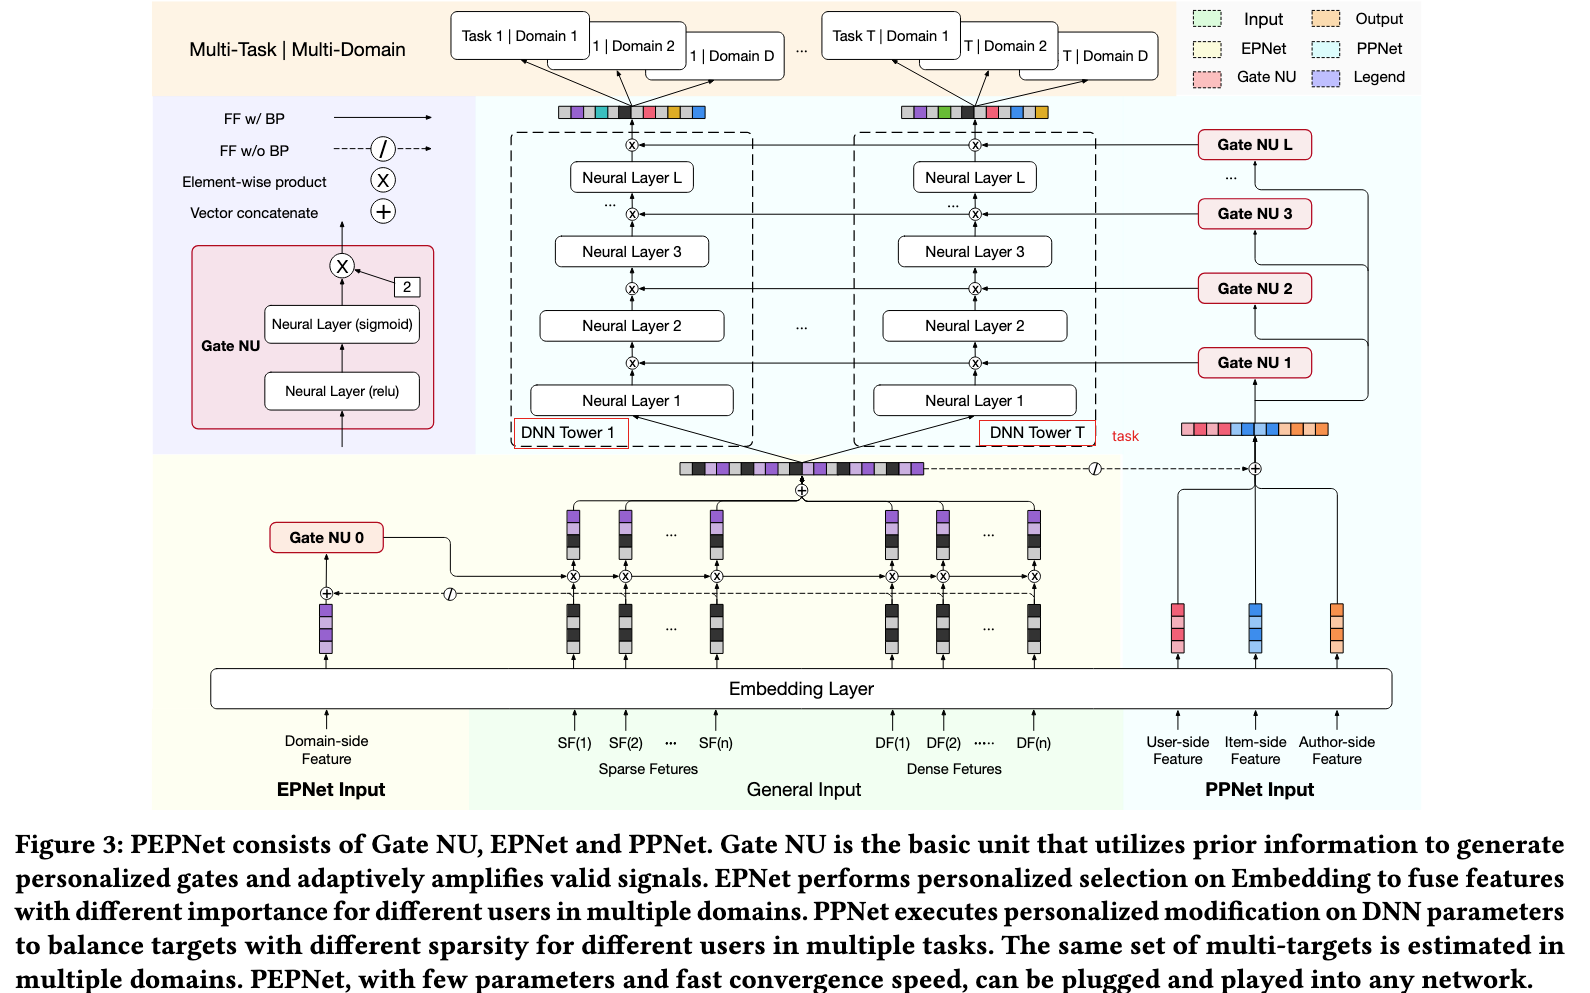 Multi-Task | Multi-Domain
Task 1 | Domain 1
1 | Domain 2
1 | Domain D
...
Task T | Domain 1
T | Domain 2
T | Domain D
Input
Output
EPNet
PPNet
Gate NU
Legend
FF w/ BP
FF w/o BP
/
Element-wise product
X
Vector concatenate
+
X
2
Neural Layer (sigmoid)
Gate NU
Neural Layer (relu)
x
Neural Layer L
...
x
Neural Layer 3
x
Neural Layer 2
x
Neural Layer 1
DNN Tower 1
...
x
Neural Layer L
...
x
Neural Layer 3
x
Neural Layer 2
x
Neural Layer 1
DNN Tower T
task
Gate NU L
...
Gate NU 3
Gate NU 2
Gate NU 1
/
+
+
Gate NU 0
... ...
x x x x x x
+ /
... ...
Embedding Layer
Domain-side
Feature
SF(1) SF(2) ... SF(n)
Sparse Fetures
DF(1) DF(2) ..... DF(n)
Dense Fetures
User-side
Feature
Item-side
Feature
Author-side
Feature
EPNet Input
General Input
PPNet Input
Figure 3: PEPNet consists of Gate NU, EPNet and PPNet. Gate NU is the basic unit that utilizes prior information to generate
personalized gates and adaptively amplifies valid signals. EPNet performs personalized selection on Embedding to fuse features
with different importance for different users in multiple domains. PPNet executes personalized modification on DNN parameters
to balance targets with different sparsity for different users in multiple tasks. The same set of multi-targets is estimated in
multiple domains. PEPNet, with few parameters and fast convergence speed, can be plugged and played into any network.